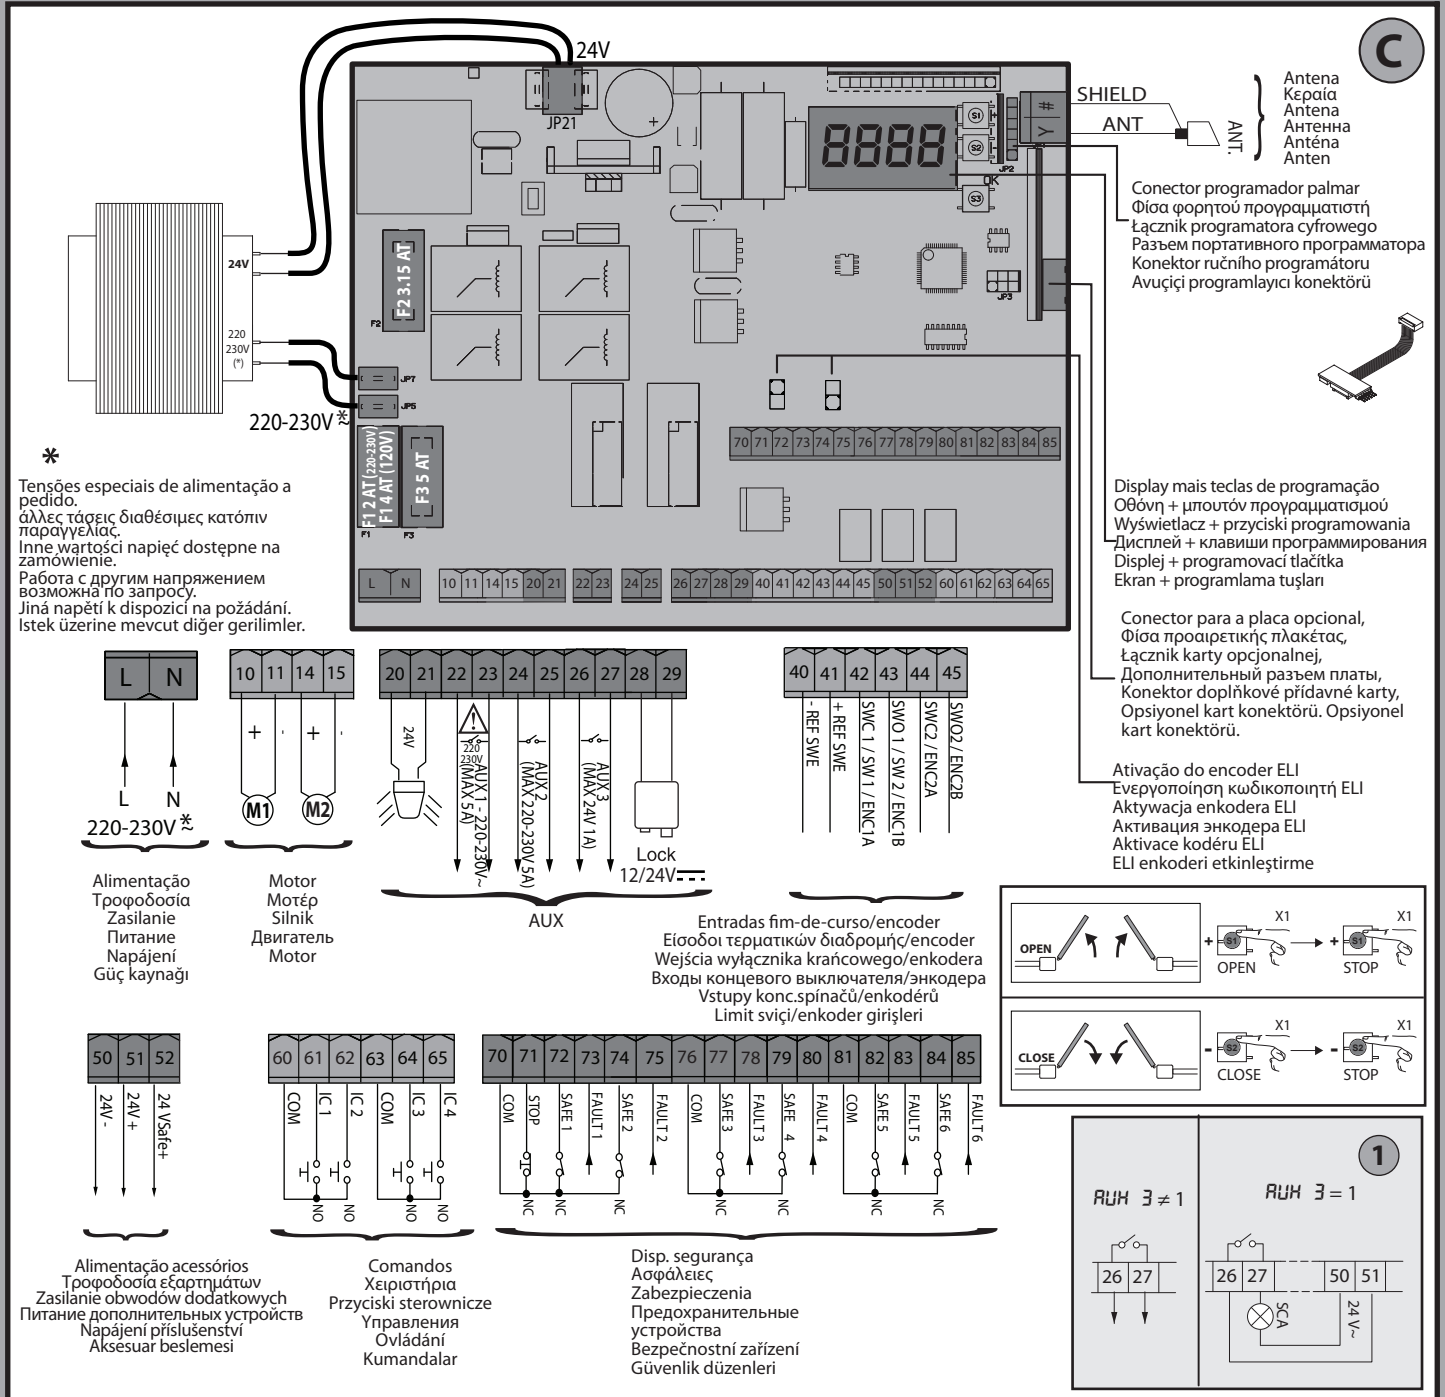 C
24V
JP21
SHIELD
ANT
ANT.
Antena
Κεραία
Antena
Антенна
Anténa
Anten
Y #
8888
S1 +
S2 -
JP2
OK
S3
JP3
Conector programador palmar
Φίσα φορητού προγραμματιστή
Łącznik programatora cyfrowego
Разъем портативного программатора
Konektor ručního programátoru
Avuçiçi programlayıcı konektörü
24V
220
230V
(*)
F2 3.15 AT
F2
JP7
JP5
220-230V *~
F1 2 AT (220-230V)
F1 4 AT (120V)
F1
F3 5 AT
F3
*
Tensões especiais de alimentação a
pedido.
άλλες τάσεις διαθέσιμες κατόπιν
παραγγελίας.
Inne wartości napięć dostępne na
zamówienie.
Работа с другим напряжением
возможна по запросу.
Jiná napětí k dispozici na požádání.
Istek üzerine mevcut diğer gerilimler.
70 71 72 73 74 75 76 77 78 79 80 81 82 83 84 85
L N 10 11 14 15 20 21 22 23 24 25 26 27 28 29 40 41 42 43 44 45 50 51 52 60 61 62 63 64 65
Display mais teclas de programação
Οθόνη + μπουτόν προγραμματισμού
Wyświetlacz + przyciski programowania
Дисплей + клавиши программирования
Displej + programovací tlačítka
Ekran + programlama tuşları
Conector para a placa opcional,
Φίσα προαιρετικής πλακέτας,
Łącznik karty opcjonalnej,
Дополнительный разъем платы,
Konektor doplňkové přídavné karty,
Opsiyonel kart konektörü. Opsiyonel
kart konektörü.
Ativação do encoder ELI
Ενεργοποίηση κωδικοποιητή ELI
Aktywacja enkodera ELI
Активация энкодера ELI
Aktivace kodéru ELI
ELI enkoderi etkinleştirme
L N
L N
220-230V *~
Alimentação
Τροφοδοσία
Zasilanie
Питание
Napájení
Güç kaynağı
10 11 14 15
+ - + -
M1 M2
Motor
Μοτέρ
Silnik
Двигатель
Motor
20 21 22 23 24 25 26 27 28 29
24V
220
230V
AUX 1 - 220-230V~
(MAX 5A)
AUX 2
(MAX 220-230V 5A)
AUX 3
(MAX 24V 1A)
Lock
12/24V
AUX
40 41 42 43 44 45
- REF SWE
+ REF SWE
SWC 1 / SW 1 / ENC1A
SWO 1 / SW 2 / ENC1B
SWC2 / ENC2A
SWO2 / ENC2B
Entradas fim-de-curso/encoder
Είσοδοι τερματικών διαδρομής/encoder
Wejścia wyłącznika krańcowego/enkodera
Входы концевого выключателя/энкодера
Vstupy konc.spínačů/enkodérů
Limit sviçi/enkoder girişleri
OPEN
+ S1 X1 OPEN
+ S1 X1 STOP
CLOSE
- S2 X1 CLOSE
- S2 X1 STOP
50 51 52
24V -
24V +
24 VSafe+
Alimentação acessórios
Τροφοδοσία εξαρτημάτων
Zasilanie obwodów dodatkowych
Питание дополнительных устройств
Napájení příslušenství
Aksesuar beslemesi
60 61 62 63 64 65
COM
IC 1
IC 2
COM
IC 3
IC 4
NO NO NO NO
Comandos
Χειριστήρια
Przyciski sterownicze
Управления
Ovládání
Kumandalar
70 71 72 73 74 75 76 77 78 79 80 81 82 83 84 85
COM
STOP
SAFE 1
FAULT 1
SAFE 2
FAULT 2
COM
SAFE 3
FAULT 3
SAFE 4
FAULT 4
COM
SAFE 5
FAULT 5
SAFE 6
FAULT 6
NC NC NC NC NC NC NC
Disp. segurança
Ασφάλειες
Zabezpieczenia
Предохранительные
устройства
Bezpečnostní zařízení
Güvenlik düzenleri
1
AUX 3 ≠ 1
26 27
AUX 3 = 1
26 27 50 51
SCA
24 V~